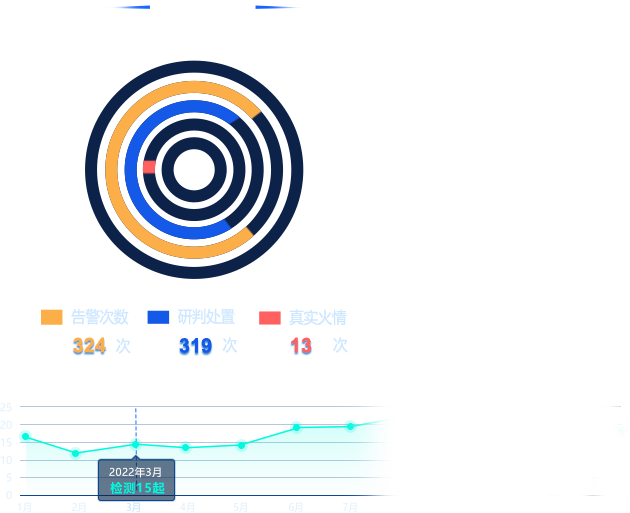 告警次数 研判处置 真实火情
324 次 319 次 13 次
25
20
15
10
5
0
2022年3月
检测15起
1月 2月 3月 4月 5月 6月 7月